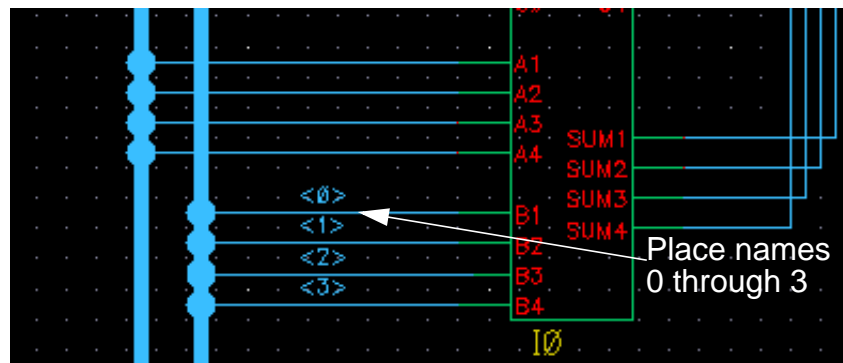 A1
A2
A3
A4
SUM1
SUM2
SUM3
SUM4
<0>
<1>
<2>
<3>
B1
B2
B3
B4
Place names
0 through 3
I0